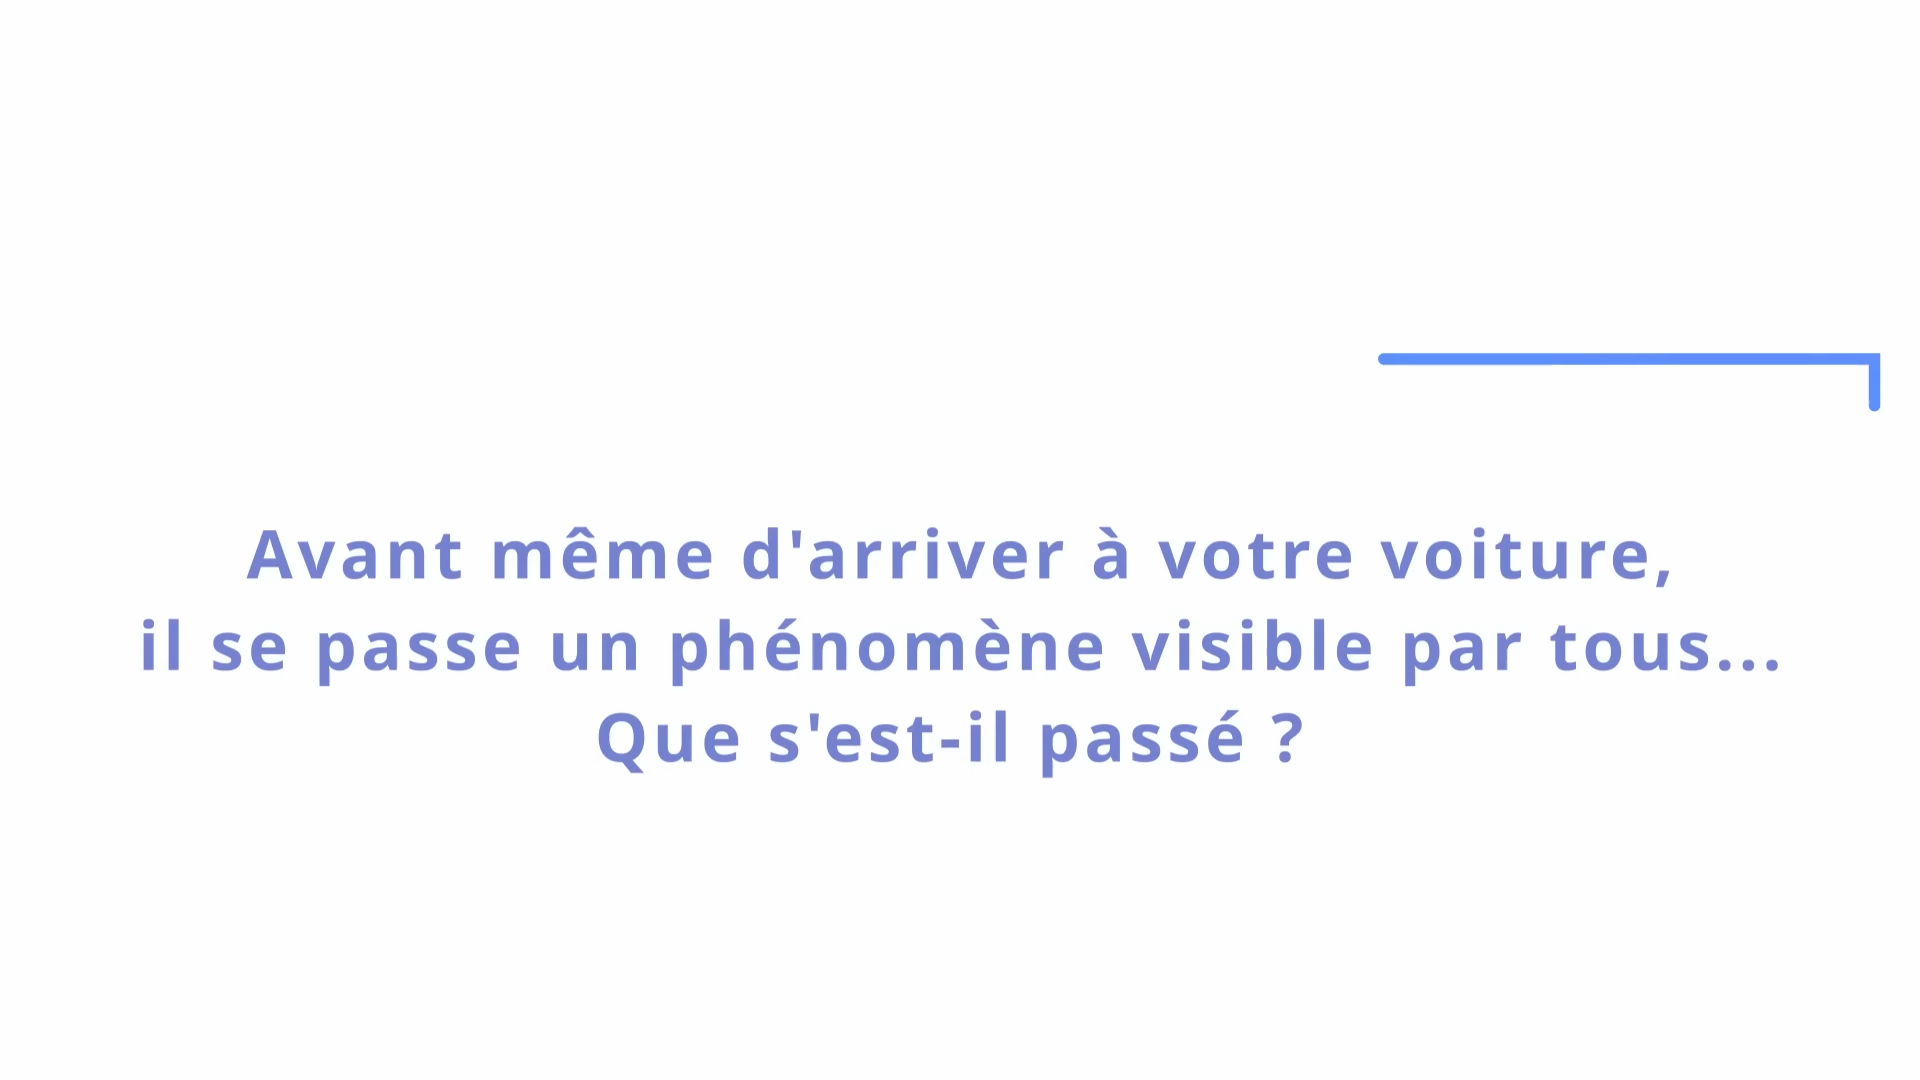 Avant même d'arriver à votre voiture,
il se passe un phénomène visible par tous...
Que s'est-il passé ?